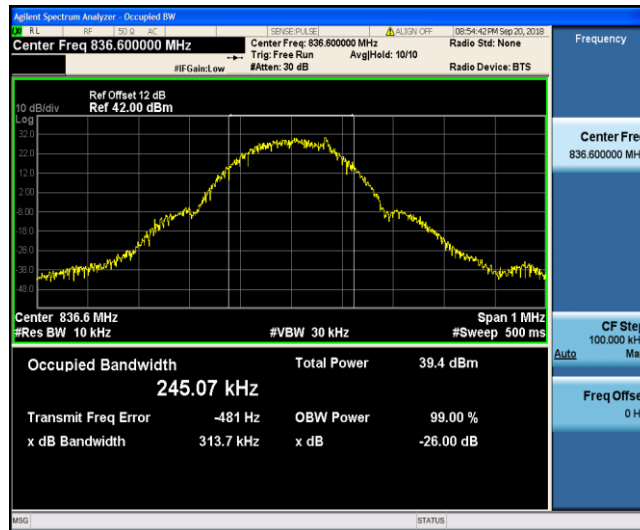 Agilent Spectrum Analyzer - Occupied BW
RL RF 50 Ω AC SENSE:PULSE ALIGN OFF 08:54:42 PM Sep 20, 2018
Center Freq 836.600000 MHz Center Freq: 836.600000 MHz Radio Std: None Frequency
Trig: Free Run Avg|Hold: 10/10
#IFGain:Low #Atten: 30 dB Radio Device: BTS
Ref Offset 12 dB
10 dB/div Ref 42.00 dBm
Log
32.0
22.0
12.0
2.00
-8.00
-18.0
-28.0
-38.0
-48.0
Center Freq
836.600000 MH
Center 836.6 MHz Span 1 MHz
#Res BW 10 kHz #VBW 30 kHz #Sweep 500 ms
CF Step
100.000 kH
Auto Ma
Occupied Bandwidth Total Power 39.4 dBm
245.07 kHz
Transmit Freq Error -481 Hz OBW Power 99.00 %
x dB Bandwidth 313.7 kHz x dB -26.00 dB
Freq Offse
0 H
MSG STATUS